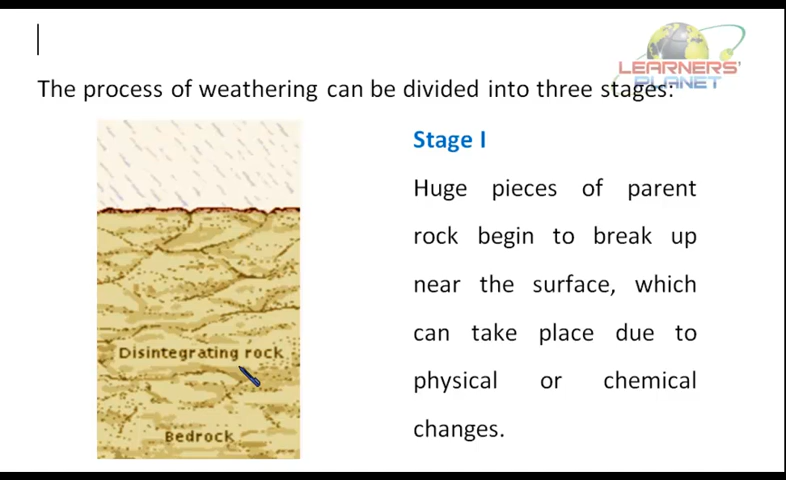 LEARNERS'
PLANET
The process of weathering can be divided into three stages:
Stage I
Huge pieces of parent
rock begin to break up
near the surface, which
can take place due to
physical or chemical
changes.
Disintegrating rock
Bedrock